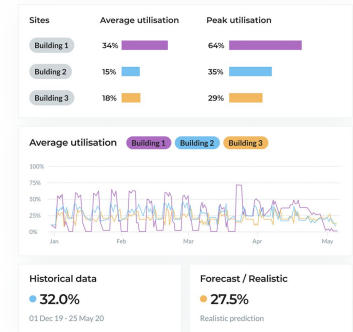 Sites Average utilisation Peak utilisation
Building 1 34% 64%
Building 2 15% 35%
Building 3 18% 29%
Average utilisation Building 1 Building 2 Building 3
100%
75%
50%
25%
0%
Jan Feb Mar Apr May
Historical data Forecast / Realistic
32.0% 27.5%
01 Dec 19 - 25 May 20 Realistic prediction